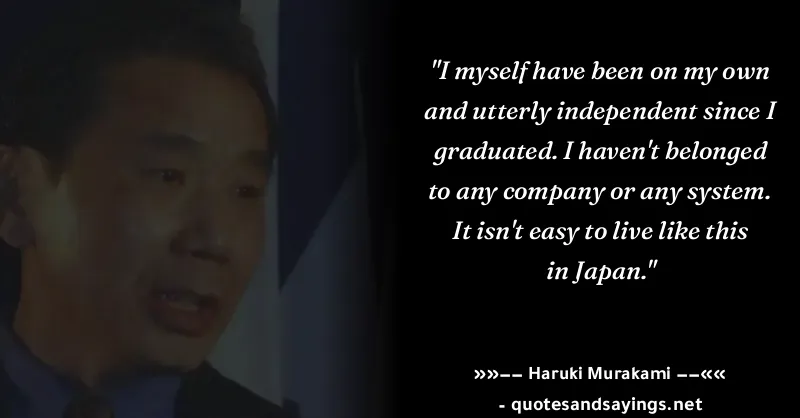 "I myself have been on my own
and utterly independent since I
graduated. I haven't belonged
to any company or any system.
It isn't easy to live like this
in Japan."
»»−− Haruki Murakami −−««
- quotesandsayings.net